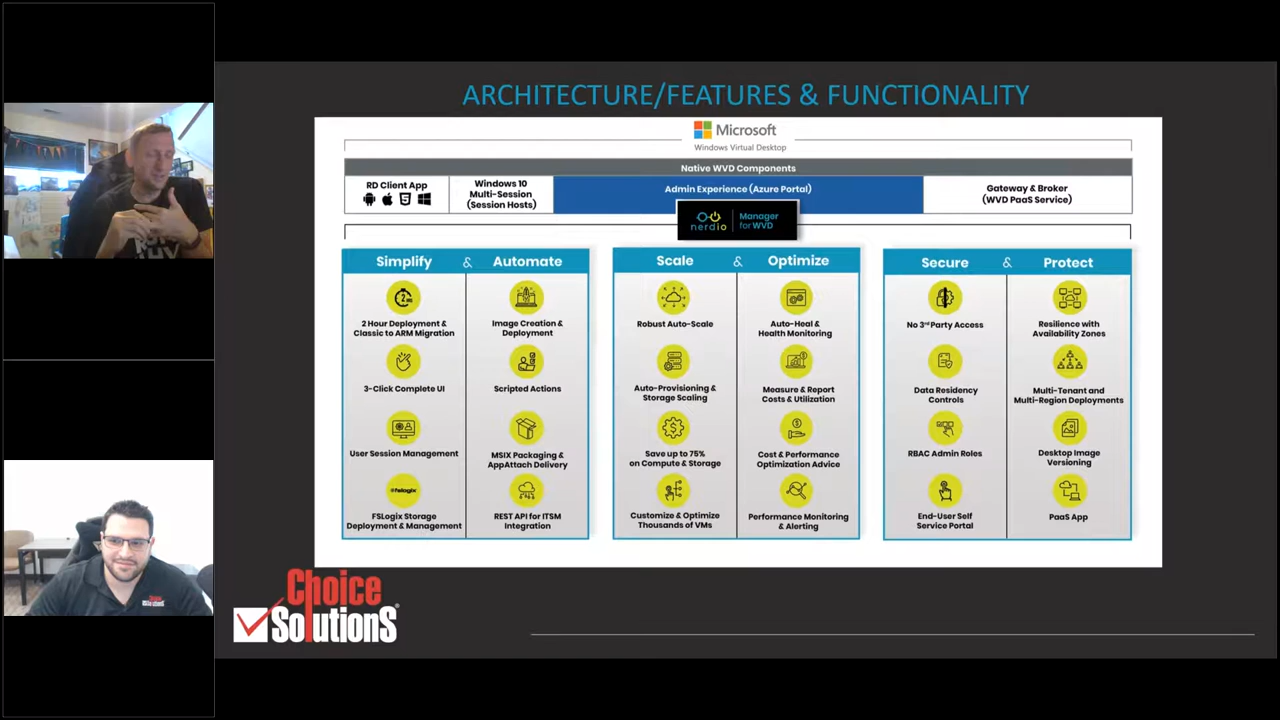 ARCHITECTURE/FEATURES & FUNCTIONALITY
Microsoft
Windows Virtual Desktop
Native WVD Components
RD Client App
Windows 10
Multi-Session
(Session Hosts)
Admin Experience (Azure Portal)
Gateway & Broker
(WVD PaaS Service)
nerdio
Manager
for WVD
Simplify & Automate
2 Hour Deployment &
Classic to ARM Migration
Image Creation &
Deployment
3-Click Complete UI
Scripted Actions
User Session Management
MSIX Packaging &
AppAttach Delivery
fslogix
FSLogix Storage
Deployment & Management
REST API for ITSM
Integration
Scale & Optimize
Robust Auto-Scale
Auto-Heal &
Health Monitoring
Auto-Provisioning &
Storage Scaling
Measure & Report
Costs & Utilization
Save up to 75%
on Compute & Storage
Cost & Performance
Optimization Advice
Customize & Optimize
Thousands of VMs
Performance Monitoring
& Alerting
Secure & Protect
No 3rd Party Access
Resilience with
Availability Zones
Data Residency
Controls
Multi-Tenant and
Multi-Region Deployments
RBAC Admin Roles
Desktop Image
Versioning
End-User Self
Service Portal
PaaS App
Choice
Solutions®